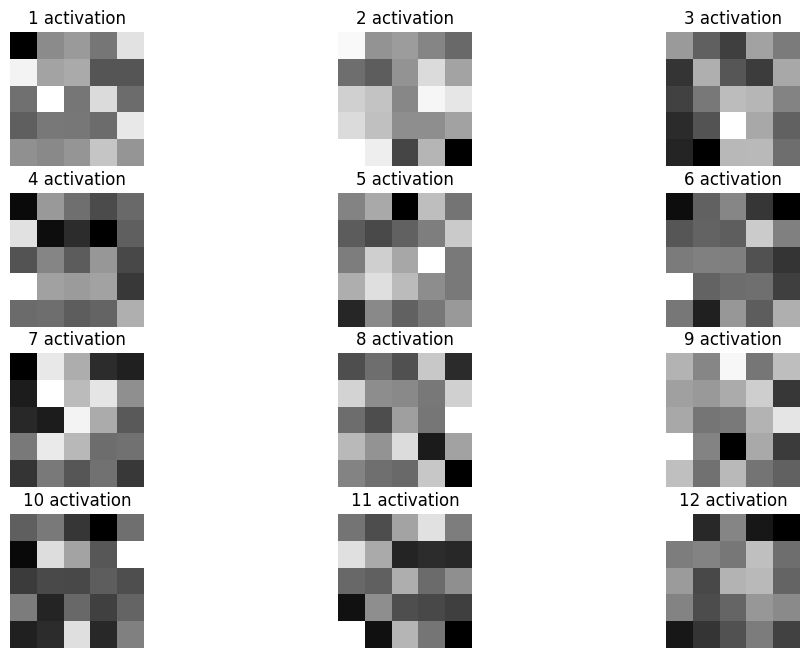 1 activation
2 activation
3 activation
4 activation
5 activation
6 activation
7 activation
8 activation
9 activation
10 activation
11 activation
12 activation